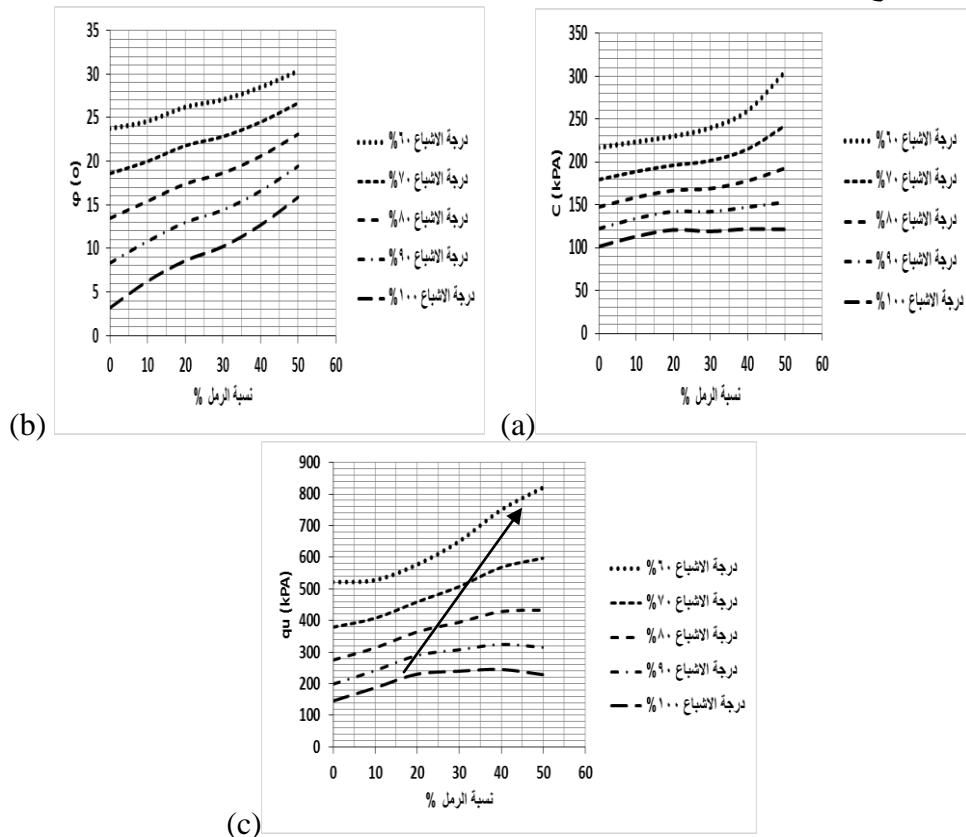 35
30
25
20
15
10
5
0
φ (o)
0 10 20 30 40 50 60
نسبة الرمل %
درجة الاشباع ٦٠%
درجة الاشباع ٧٠%
درجة الاشباع ٨٠%
درجة الاشباع ٩٠%
درجة الاشباع ١٠٠%
(b)
350
300
250
200
150
100
50
0
C (kPA)
0 10 20 30 40 50 60
نسبة الرمل %
درجة الاشباع ٦٠%
درجة الاشباع ٧٠%
درجة الاشباع ٨٠%
درجة الاشباع ٩٠%
درجة الاشباع ١٠٠%
(a)
900
800
700
600
500
400
300
200
100
0
qu (kPA)
0 10 20 30 40 50 60
نسبة الرمل %
درجة الاشباع ٦٠%
درجة الاشباع ٧٠%
درجة الاشباع ٨٠%
درجة الاشباع ٩٠%
درجة الاشباع ١٠٠%
(c)